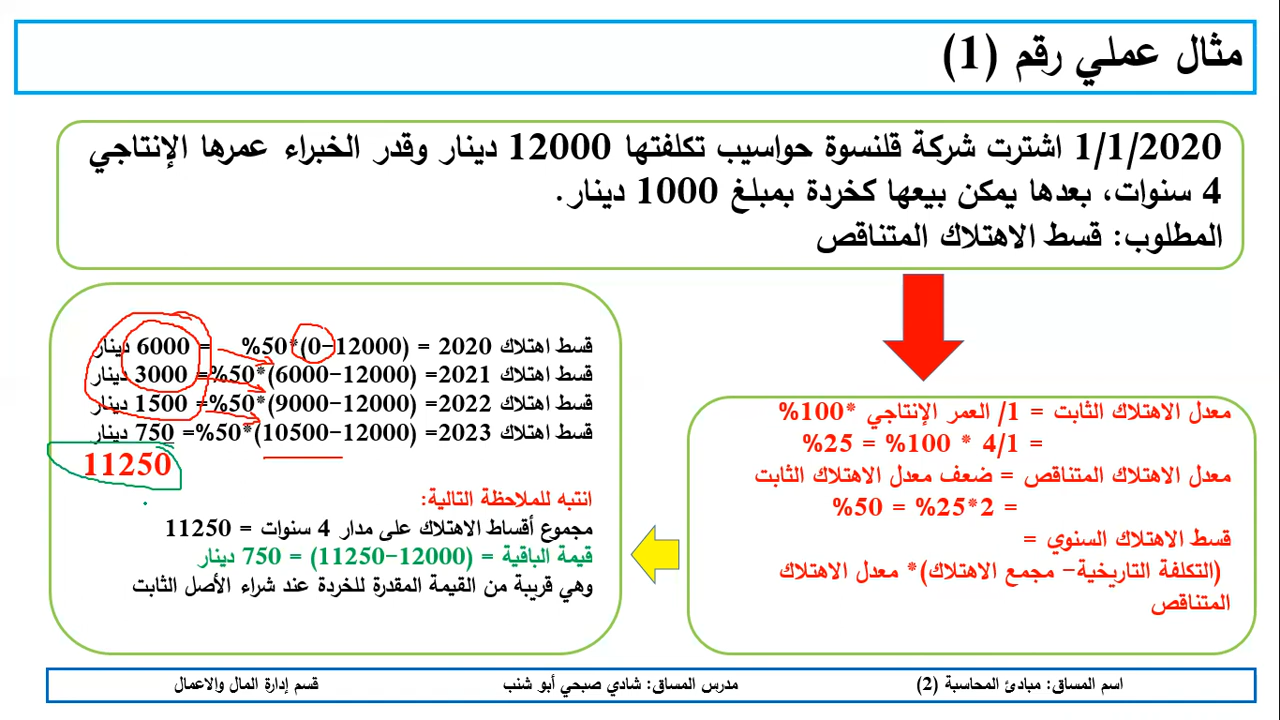 مثال عملي رقم (1)
1/1/2020 اشترت شركة قلنسوة حواسيب تكلفتها 12000 دينار وقدر الخبراء عمرها الإنتاجي
4 سنوات، بعدها يمكن بيعها كخردة بمبلغ 1000 دينار.
المطلوب: قسط الاهتلاك المتناقص
معدل الاهتلاك الثابت = 1/ العمر الإنتاجي *100%
= 4/1 * 100% = 25%
معدل الاهتلاك المتناقص = ضعف معدل الاهتلاك الثابت
= 2*25% = 50%
قسط الاهتلاك السنوي =
(التكلفة التاريخية- مجمع الاهتلاك)* معدل الاهتلاك
المتناقص
قسط اهتلاك 2020 = (12000-0)*50% = 6000 دينار
قسط اهتلاك 2021 =(12000-6000)*50%= 3000 دينار
قسط اهتلاك 2022 =(12000-9000)*50%= 1500 دينار
قسط اهتلاك 2023 =(12000-10500)*50%= 750 دينار
11250
انتبه للملاحظة التالية:
مجموع أقساط الاهتلاك على مدار 4 سنوات = 11250
قيمة الباقية = (12000-11250) = 750 دينار
وهي قريبة من القيمة المقدرة للخردة عند شراء الأصل الثابت
اسم المساق: مبادئ المحاسبة (2)
مدرس المساق: شادي صبحي أبو شنب
قسم إدارة المال والاعمال